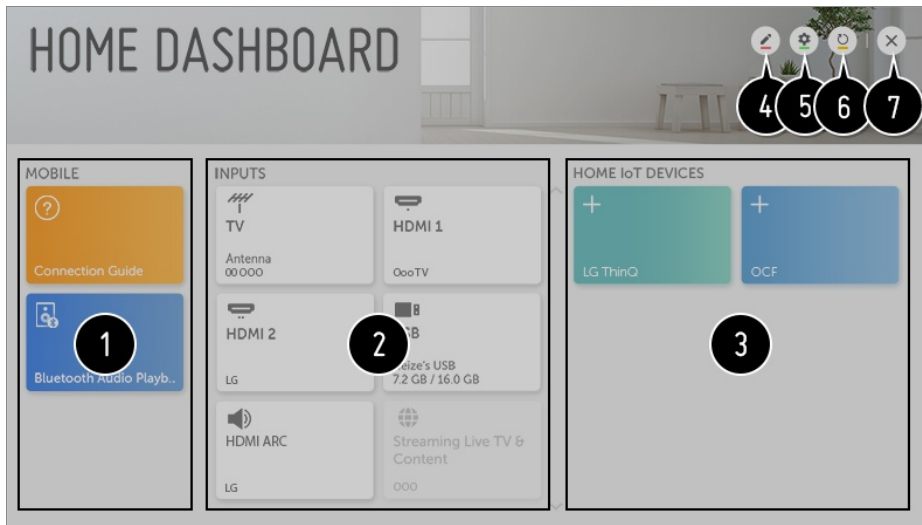 HOME DASHBOARD
4
5
6
7
MOBILE
Connection Guide
Bluetooth Audio Playb..
1
INPUTS
TV
Antenna
00 000
HDMI 1
OooTV
HDMI 2
LG
7.2 GB / 16.0 GB
HDMI ARC
LG
Streaming Live TV &
Content
000
2
HOME IoT DEVICES
LG ThinQ
OCF
3